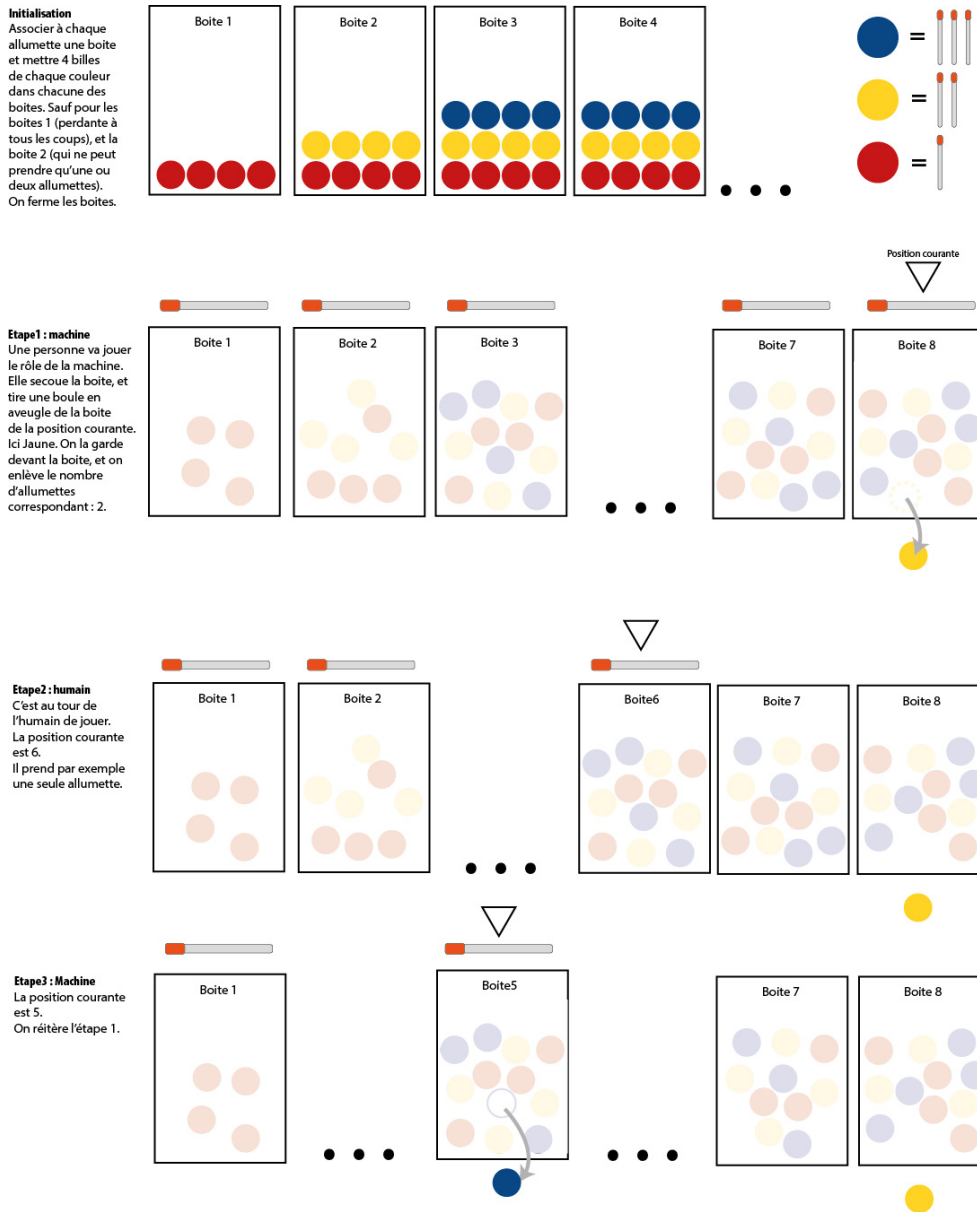 Initialisation
Associer à chaque
allumette une boite
et mettre 4 billes
de chaque couleur
dans chacune des
boites. Sauf pour les
boites 1 (perdante à
tous les coups), et la
boite 2 (qui ne peut
prendre qu'une ou
deux allumettes).
On ferme les boites.
Boite 1
Boite 2
Boite 3
Boite 4
=
=
=
Position courante
Etape1 : machine
Une personne va jouer
le rôle de la machine.
Elle secoue la boite, et
tire une boule en
aveugle de la boite
de la position courante.
Ici Jaune. On la garde
devant la boite, et on
enlève le nombre
d'allumettes
correspondant : 2.
Boite 1
Boite 2
Boite 3
Boite 7
Boite 8
Etape2 : humain
C'est au tour de
l'humain de jouer.
La position courante
est 6.
Il prend par exemple
une seule allumette.
Boite 1
Boite 2
Boite6
Boite 7
Boite 8
Etape3 : Machine
La position courante
est 5.
On réitère l'étape 1.
Boite 1
Boite5
Boite 7
Boite 8